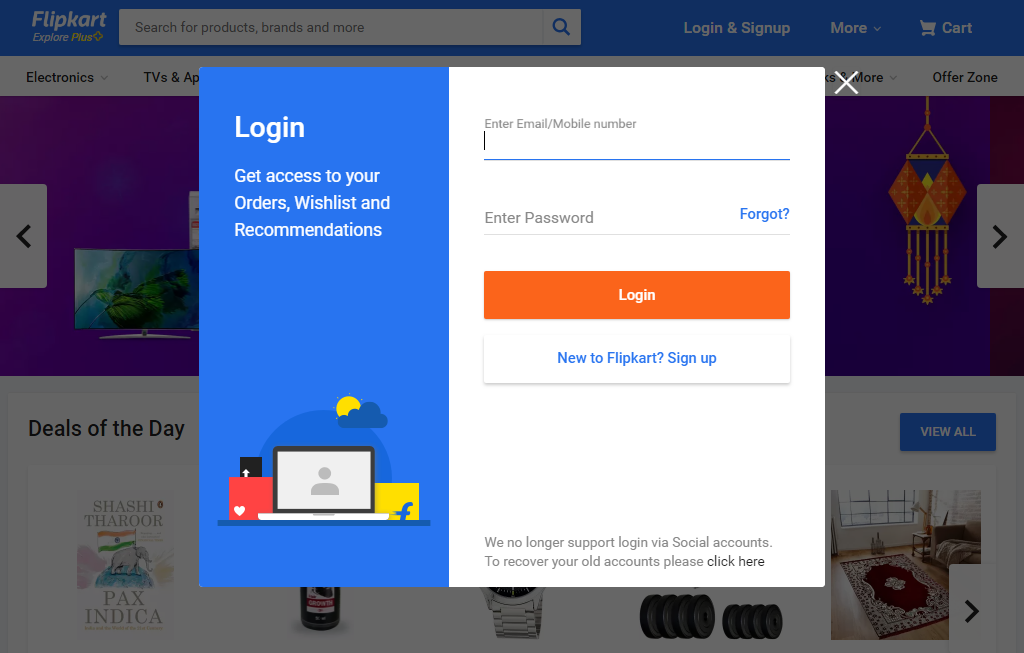 Flipkart
Explore Plus
Search for products, brands and more
Login & Signup
More
Cart
Electronics
TVs &
& More
Offer Zone
Login
Get access to your
Orders, Wishlist and
Recommendations
Enter Email/Mobile number
Enter Password
Forgot?
Login
New to Flipkart? Sign up
We no longer support login via Social accounts.
To recover your old accounts please click here
Deals of the Day
VIEW ALL
SHASHI
THAROOR
PAX
INDICA
GROWTH